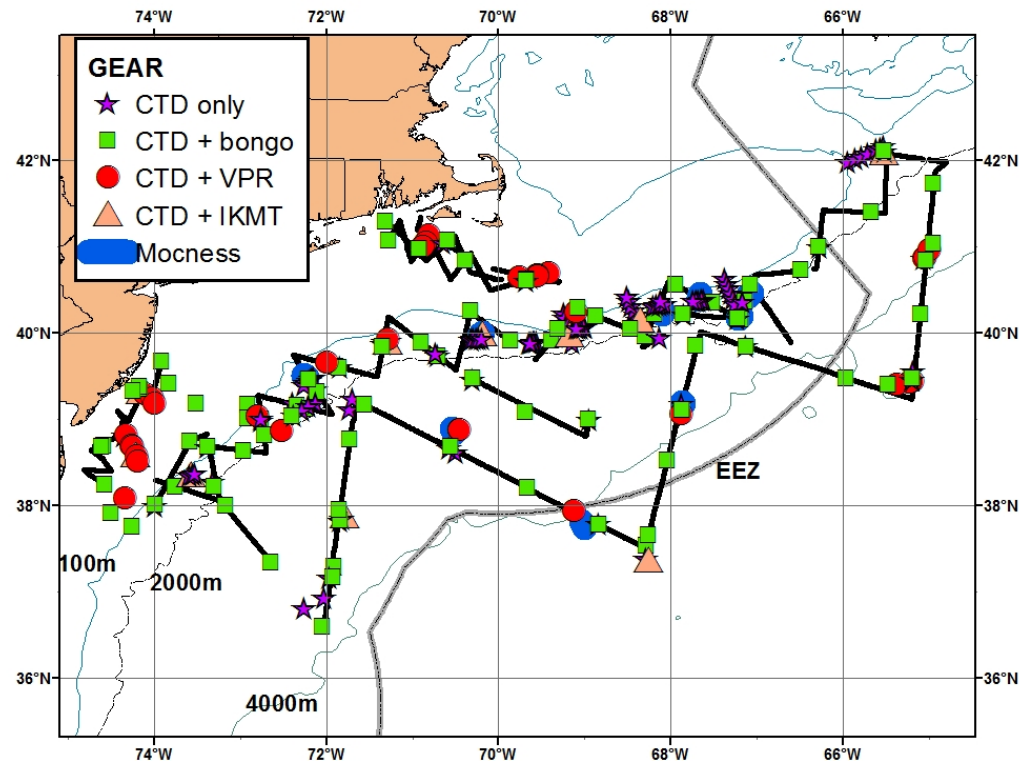 74°W 72°W 70°W 68°W 66°W
GEAR
CTD only
CTD + bongo
CTD + VPR
CTD + IKMT
Mocness
42°N 42°N
40°N 40°N
EEZ
38°N 38°N
100m
2000m
36°N 36°N
4000m
74°W 72°W 70°W 68°W 66°W